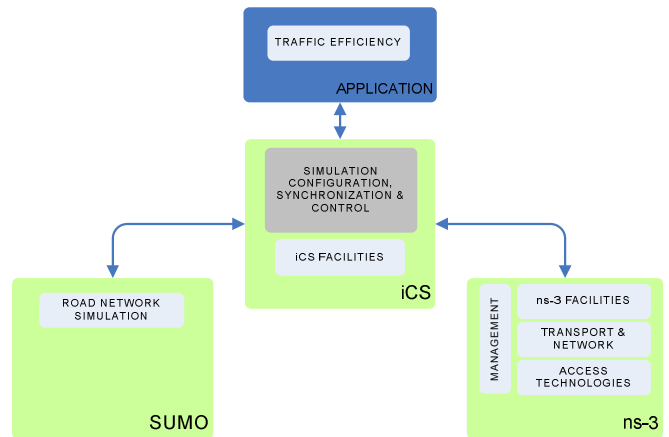 TRAFFIC EFFICIENCY
APPLICATION
SIMULATION
CONFIGURATION,
SYNCHRONIZATION &
CONTROL
iCS FACILITIES
iCS
ROAD NETWORK
SIMULATION
SUMO
MANAGEMENT
ns-3 FACILITIES
TRANSPORT &
NETWORK
ACCESS
TECHNOLOGIES
ns-3